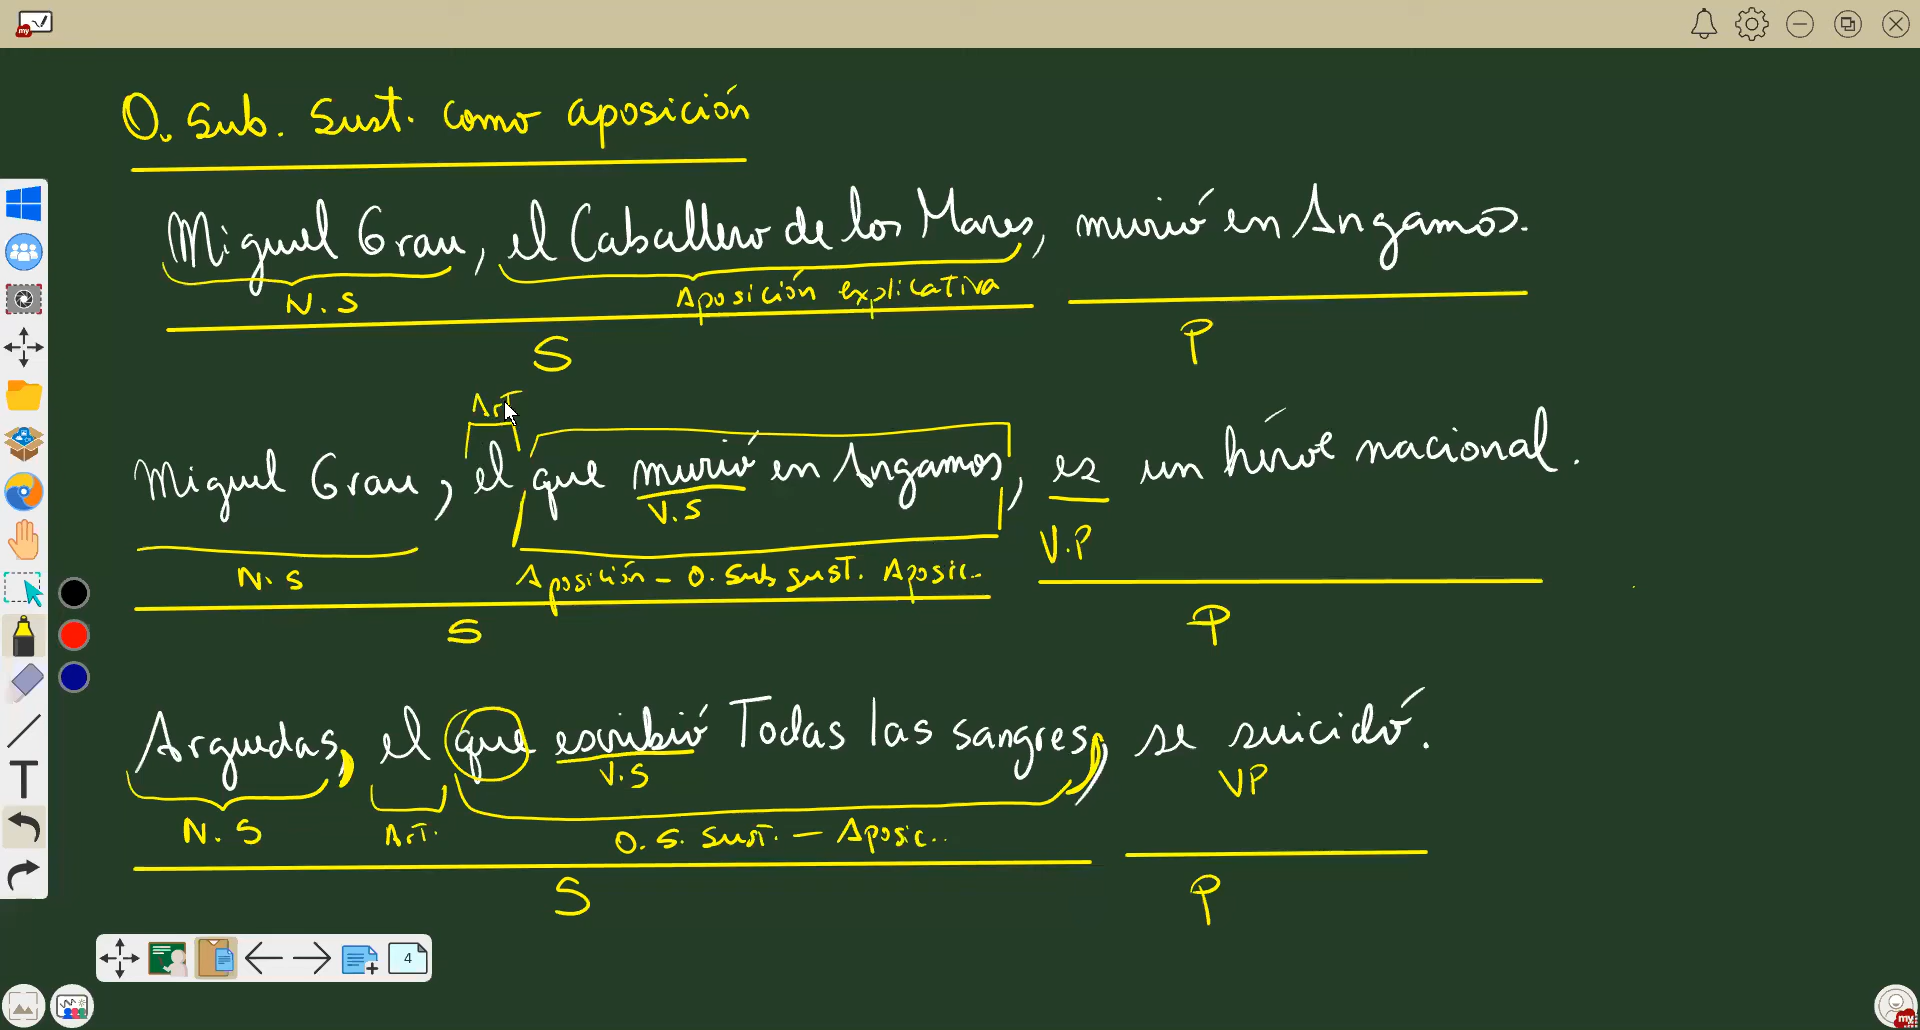 O. Sub. Sust. como aposición
Miguel Grau, el Caballero de los Mares, murió en Angamos.
N. S Aposición explicativa
S P
Art
Miguel Grau, el que murió en Angamos, es un héroe nacional.
V. S V. P
N. S Aposición – O. Sub sust. Aposic..
S P
Arguedas, el que escribió Todas las sangres, se suicidó.
V. S VP
N. S Art. O. S. Sust. – Aposic..
S P
4